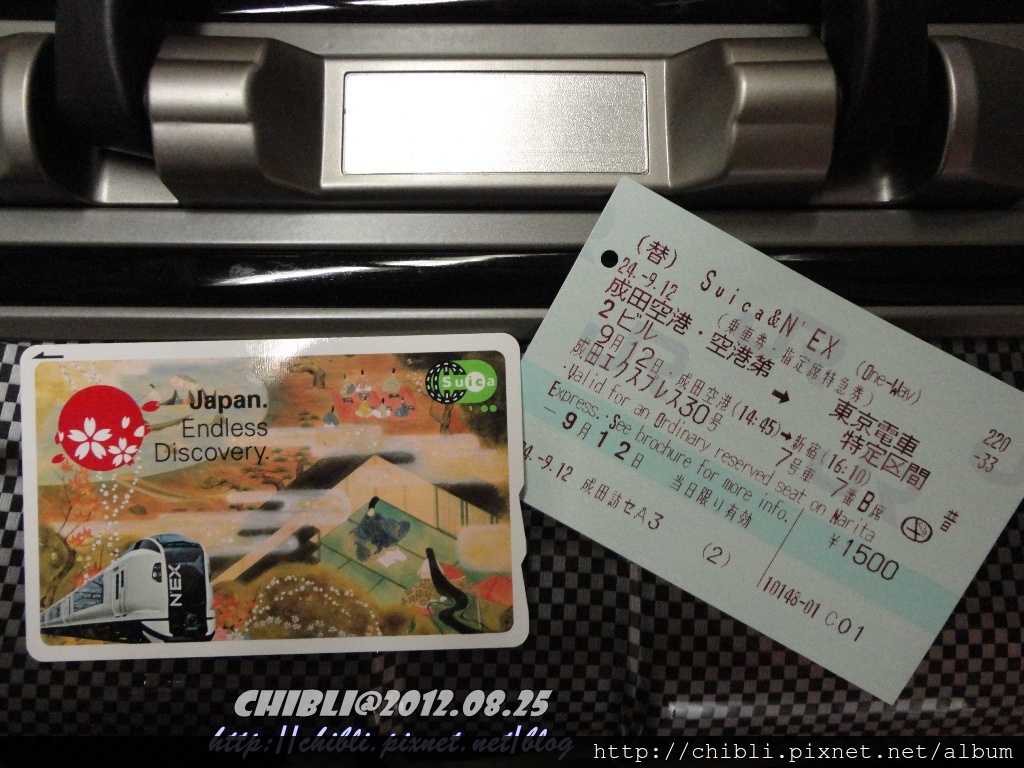 Japan.
Endless
Discovery.
Suica
NEX
(替) Suica&N'EX (One-Way)
(乗車券・指定席特急券)
24.-9.12
成田空港・空港第
2ビル
➡
東京電車
特定区間
220
-33
9月12日 成田空港(14:45)→新宿(16:10)
成田エクスプレス30号 7号車 7番B席
·Valid for an Ordinary reserved seat on Narita
Express. See brochure for more info.
¥1500
-9月12日 当日限り有効
24.-9.12 成田訪セA3
(2)
10148-01 C01
CHIBLI@2012.08.25
http://chibli.pixnet.net/blog
http://chibli.pixnet.net/album